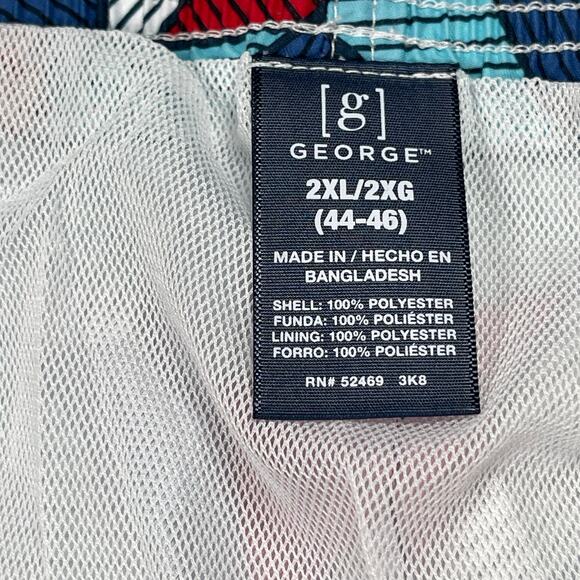 [g]
GEORGE™
2XL/2XG
(44-46)
MADE IN / HECHO EN
BANGLADESH
SHELL: 100% POLYESTER
FUNDA: 100% POLIÉSTER
LINING: 100% POLYESTER
FORRO: 100% POLIÉSTER
RN# 52469 3K8